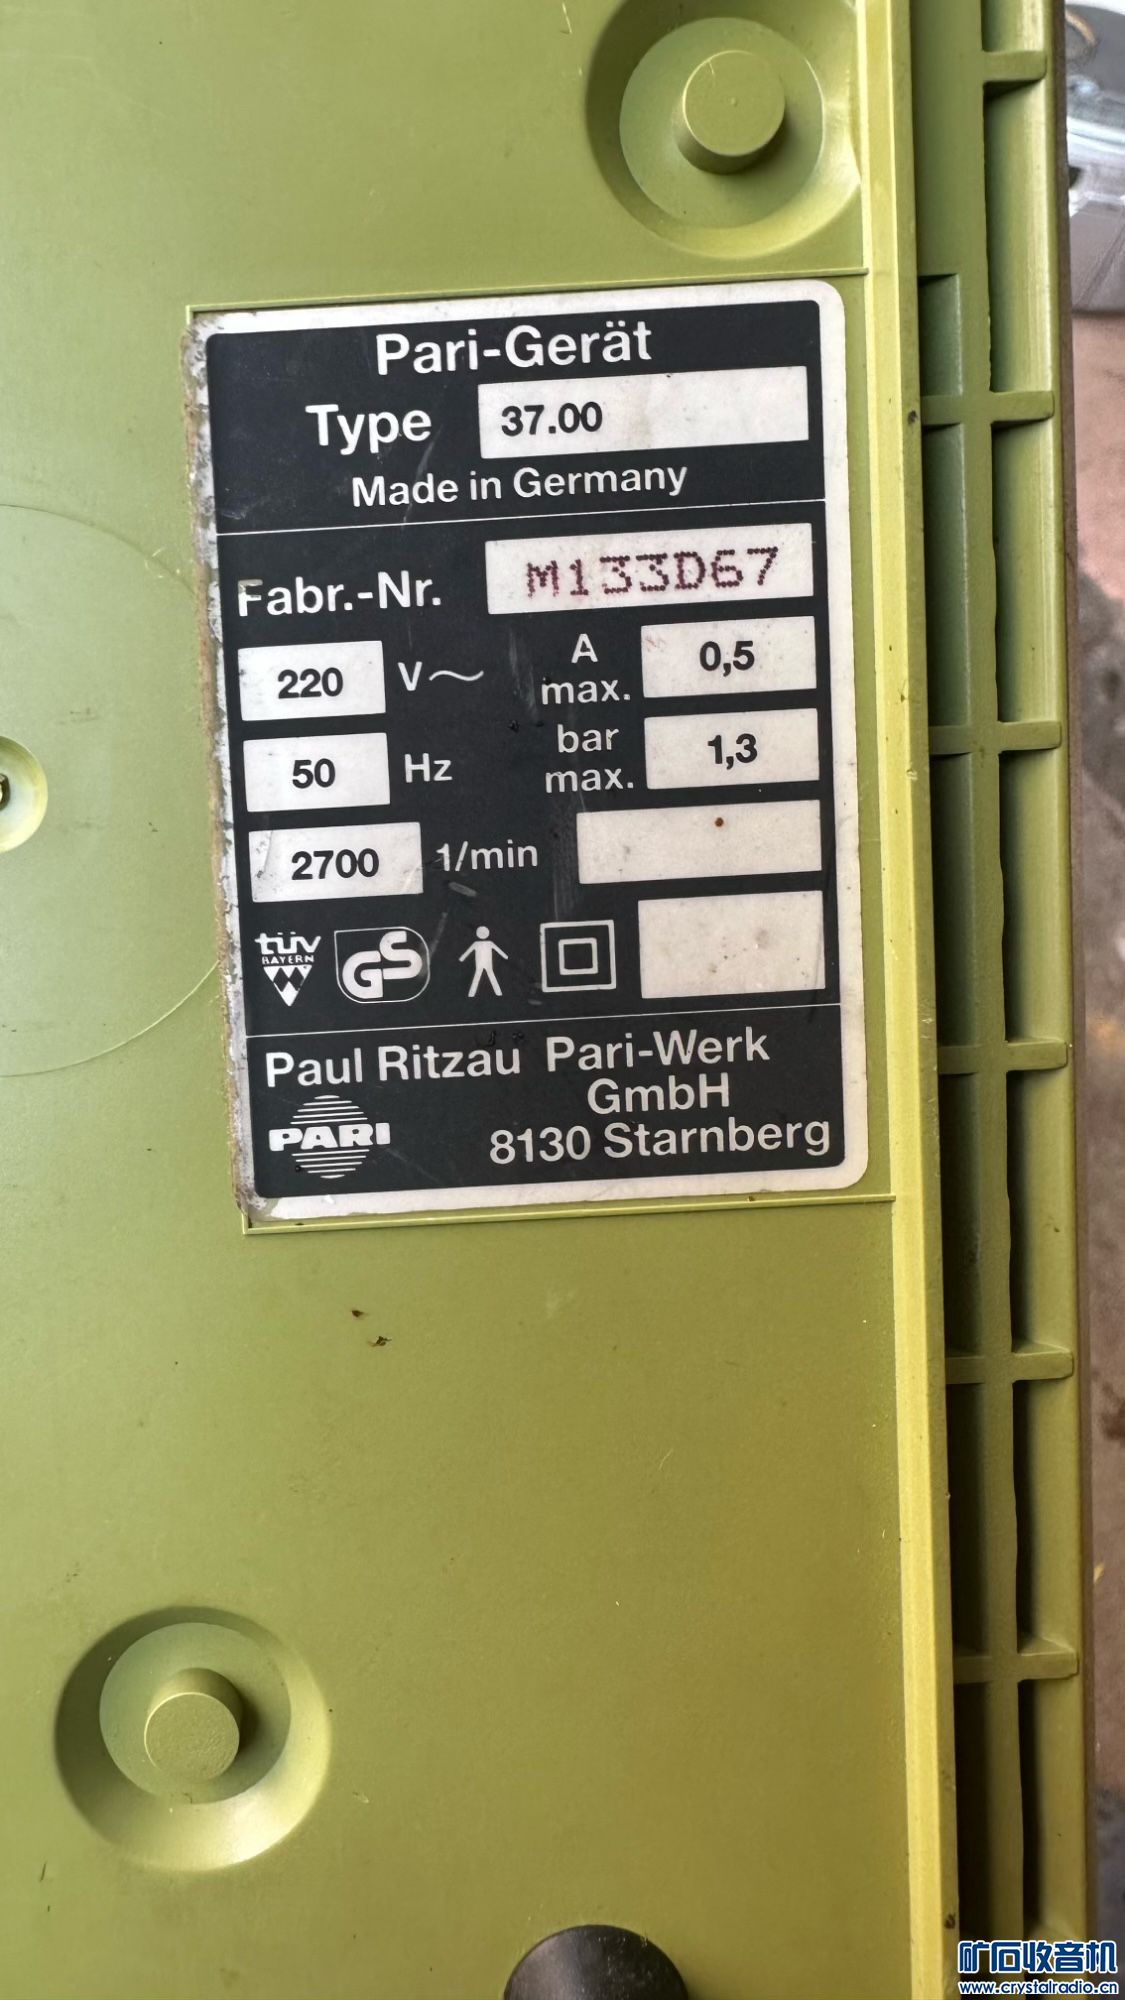 Pari-Gerät
Type 37.00
Made in Germany
Fabr.-Nr. M133D67
220 V~ A max. 0,5
50 Hz bar max. 1,3
2700 1/min
tüv
BAYERN
GS
Paul Ritzau Pari-Werk
GmbH
PARI
8130 Starnberg
矿石收音机
www.crystalradio.cn